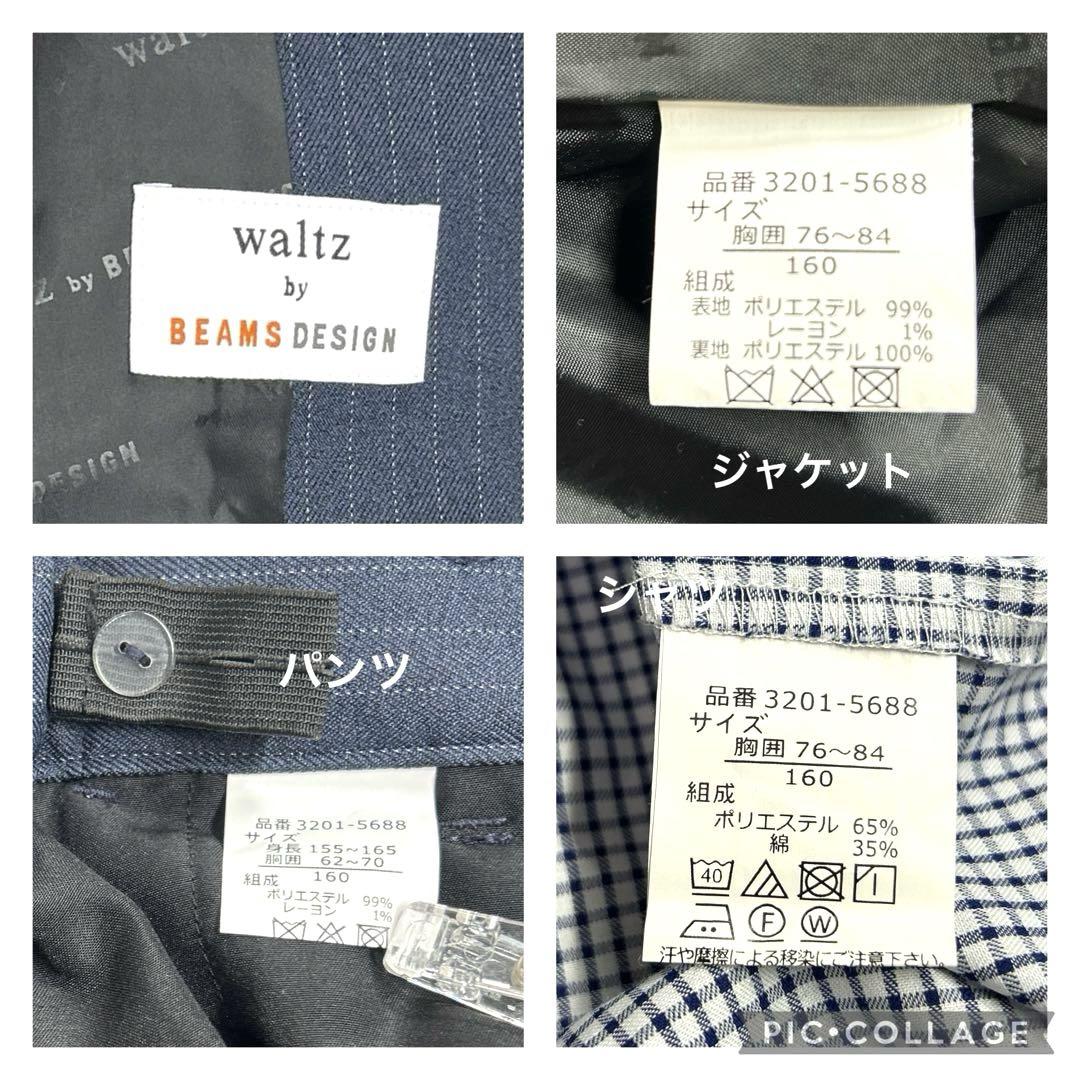 waltz
by
BEAMS DESIGN
Z by B
DESIGN
品番 3201-5688
サイズ
胸囲 76~84
160
組成
表地 ポリエステル 99%
レーヨン 1%
裏地 ポリエステル 100%
ジャケット
パンツ
品番 3201-5688
サイズ
身長 155~165
胴囲 62~70
160
組成
ポリエステル 99%
レーヨン 1%
シャツ
品番 3201-5688
サイズ
胸囲 76~84
160
組成
ポリエステル 65%
綿 35%
40
F W
汗や摩擦による移染にご注意下さい。
PIC•COLLAGE